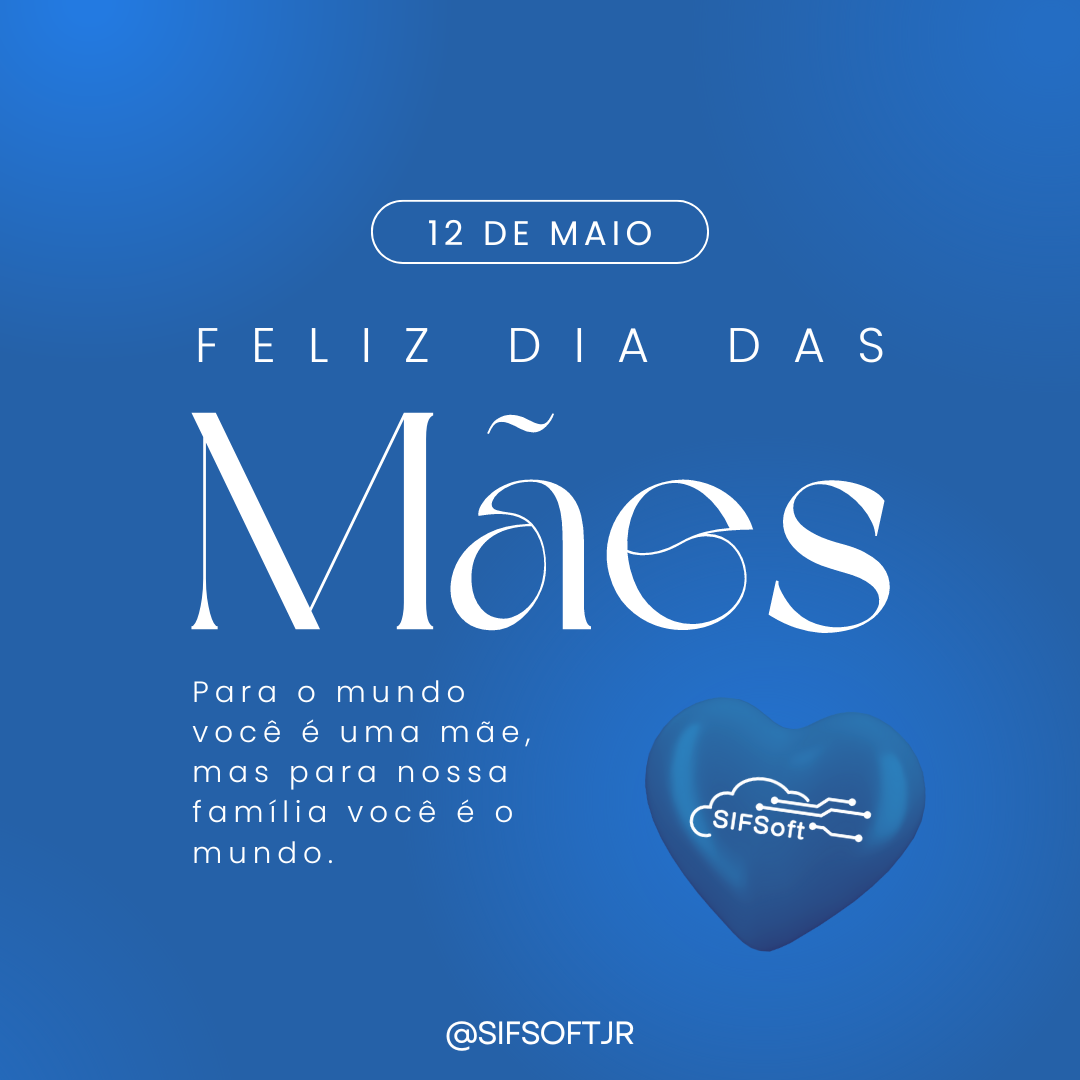 12 DE MAIO
FELIZ DIA DAS
Mães
Para o mundo
você é uma mãe,
mas para nossa
família você é o
mundo.
SIFSoft
@SIFSOFTJR